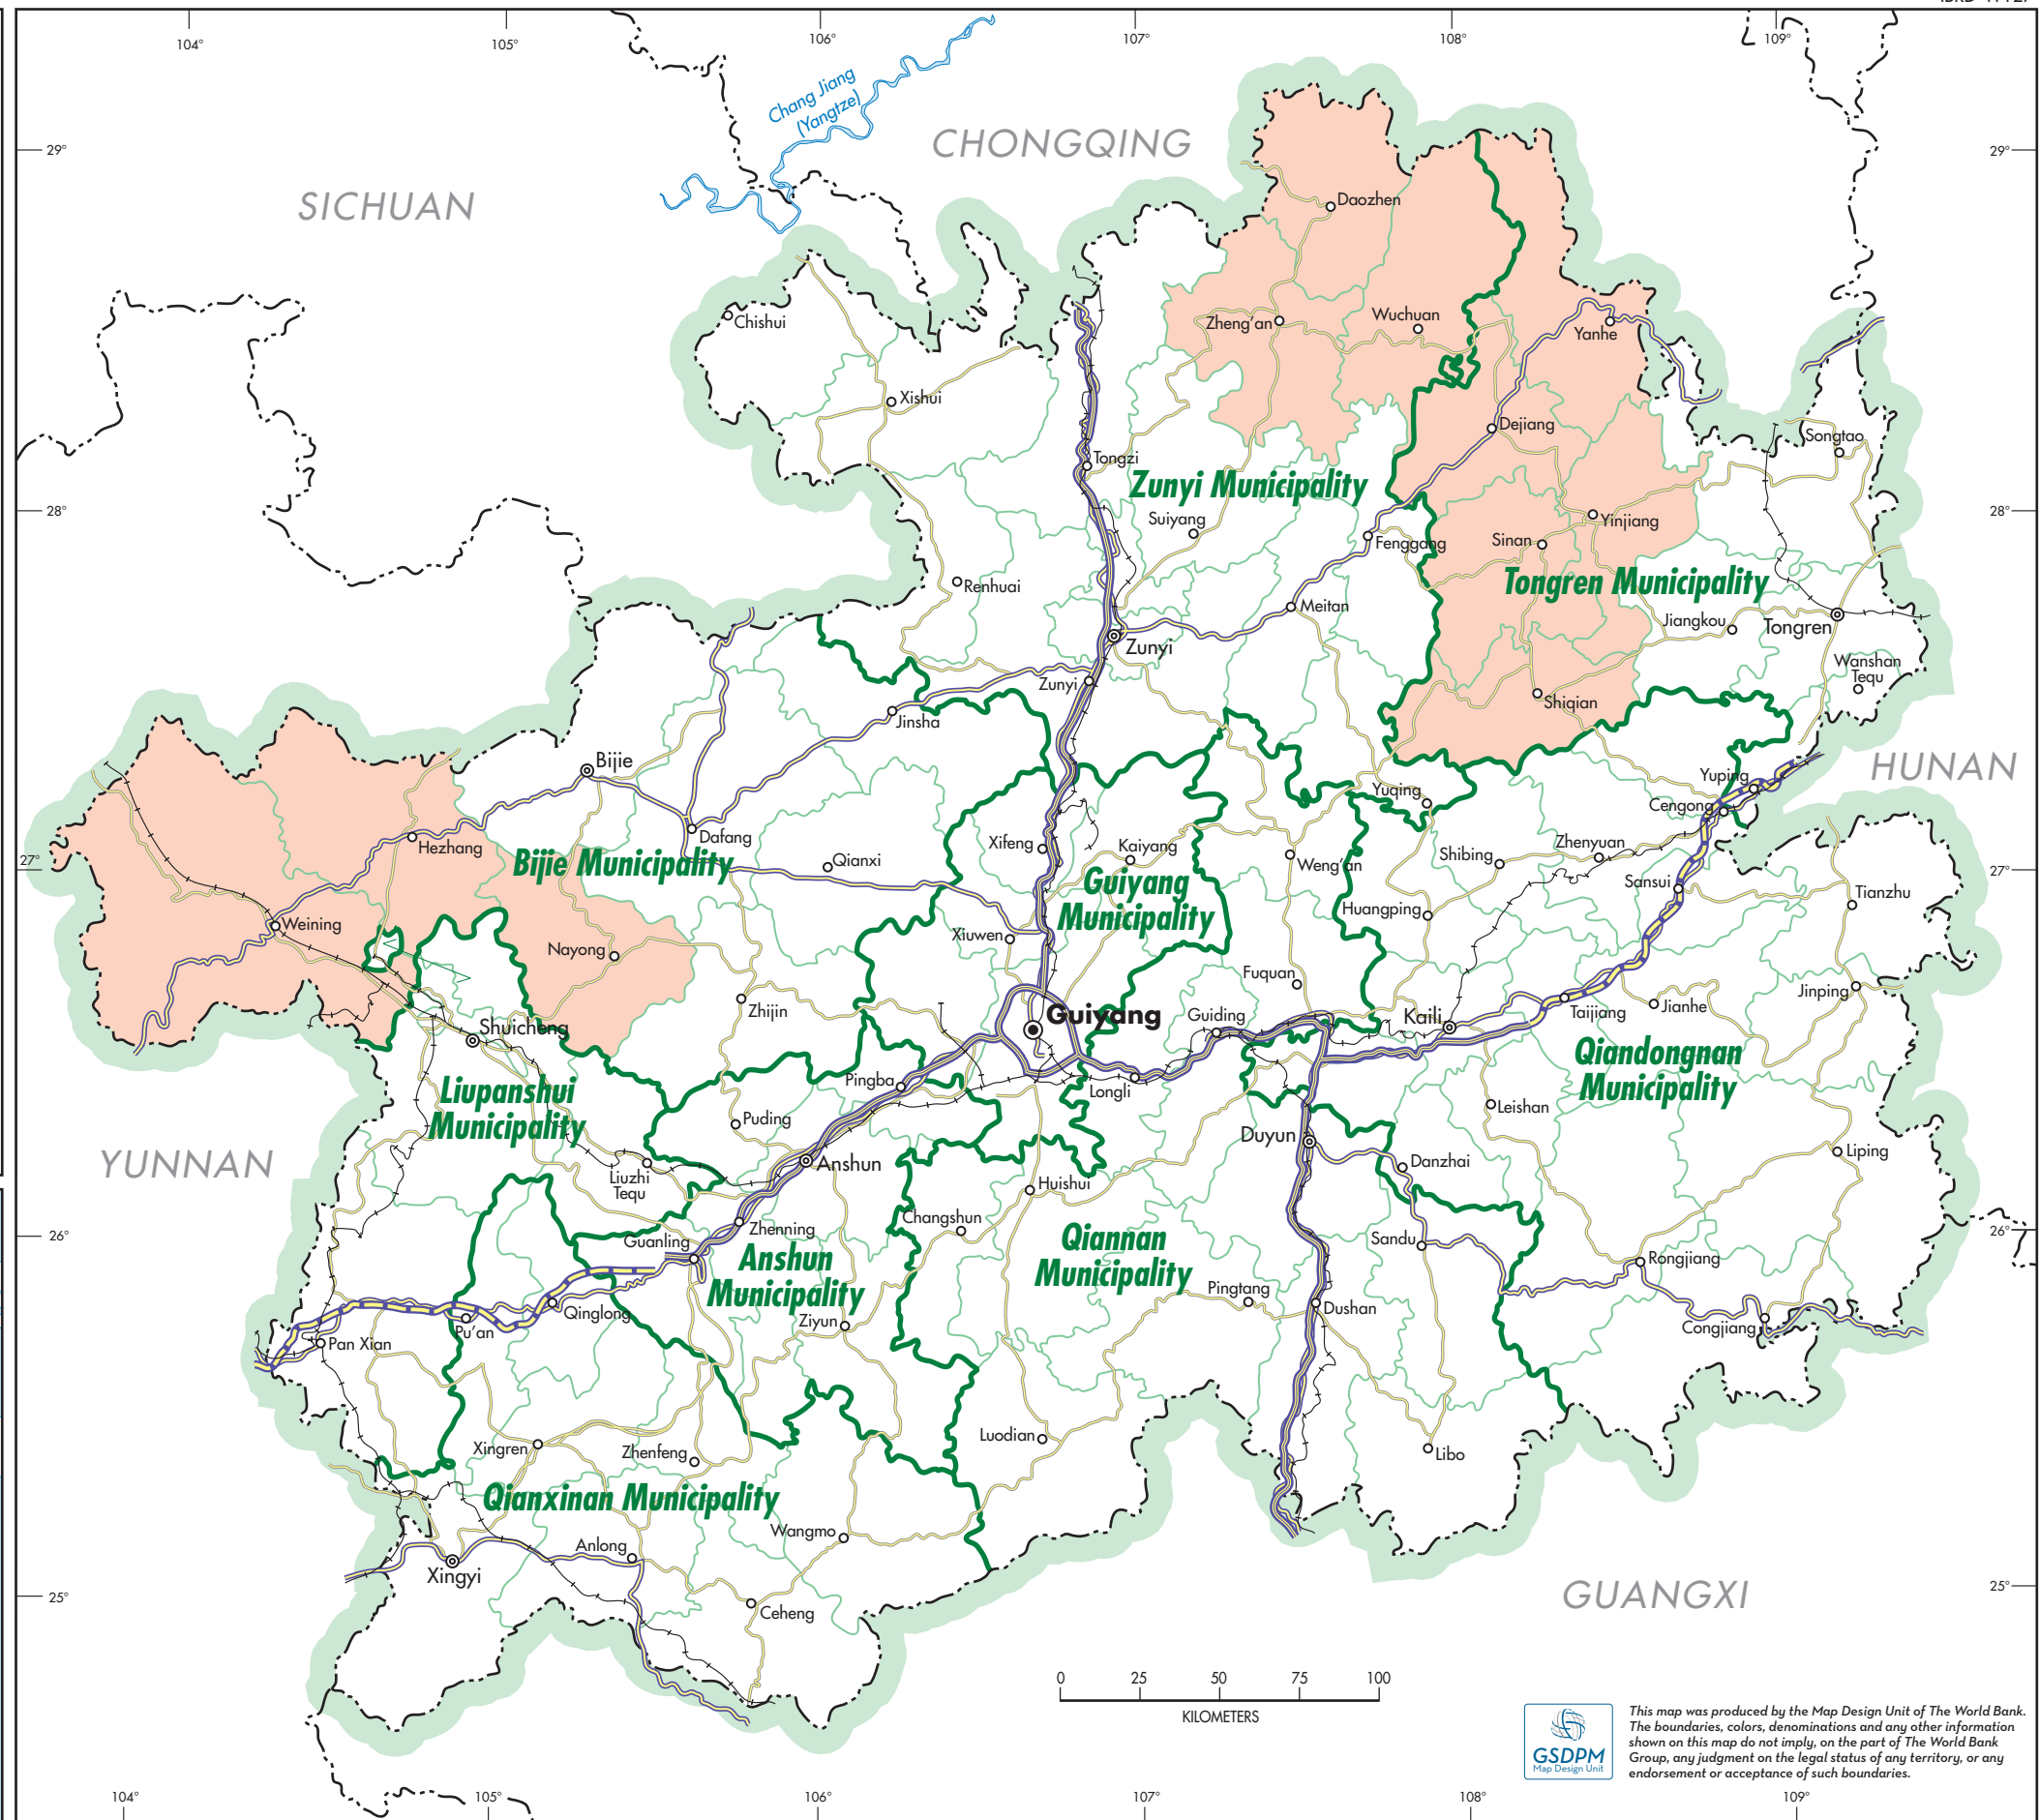 104°
105°
106°
107°
108°
109°
Chang Jiang
(Yangtze)
CHONGQING
29°
29°
SICHUAN
Daozhen
Chishui
Zheng'an
Wuchuan
Yanhe
Xishui
Dejiang
Songtao
Tongzi
Zunyi Municipality
28°
28°
Suiyang
Fenggang
Sinan
Yinjiang
Renhuai
Meitan
Tongren Municipality
Jiangkou
Tongren
Zunyi
Wanshan
Tequ
Zunyi
Shiqian
Jinsha
Bijie
HUNAN
Yuping
Yuqing
Cengong
Dafang
Hezhang
Xifeng
Kaiyang
Zhenyuan
27°
27°
Bijie Municipality
Qianxi
Weng'an
Shibing
Guiyang
Municipality
Sansui
Tianzhu
Huangping
Weining
Xiuwen
Nayong
Fuquan
Jinping
Zhijin
Guiyang
Guiding
Kaili
Taijiang
Jianhe
Shuicheng
Qiandongnan
Municipality
Pingba
Longli
Liupanshui
Municipality
Leishan
Puding
Duyun
YUNNAN
Anshun
Danzhai
Liping
Liuzhi
Tequ
Huishui
Changshun
Zhenning
26°
26°
Guanling
Qiannan
Municipality
Sandu
Anshun
Municipality
Rongjiang
Pingtang
Qinglong
Dushan
Ziyun
Pu'an
Congjiang
Pan Xian
Luodian
Xingren
Zhenfeng
Libo
Qianxinan Municipality
Wangmo
Anlong
Xingyi
25°
25°
GUANGXI
Ceheng
0 25 50 75 100
KILOMETERS
GSDPM
Map Design Unit
This map was produced by the Map Design Unit of The World Bank.
The boundaries, colors, denominations and any other information
shown on this map do not imply, on the part of The World Bank
Group, any judgment on the legal status of any territory, or any
endorsement or acceptance of such boundaries.
104°
105°
106°
107°
108°
109°